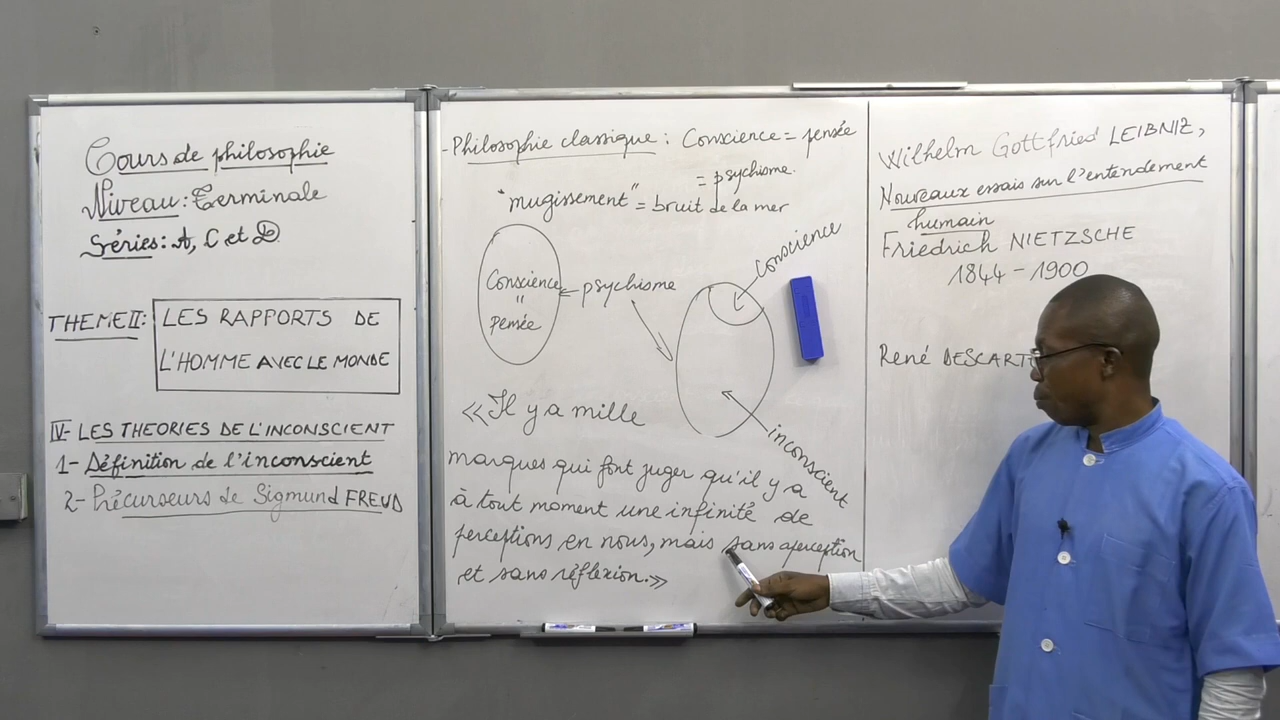 Cours de philosophie
Niveau : Terminale
Séries : A, C et D
THEME II : LES RAPPORTS DE
L'HOMME AVEC LE MONDE
IV- LES THEORIES DE L'INCONSCIENT
1- Définition de l'inconscient
2- Précurseurs de Sigmund FREUD
- Philosophie classique : Conscience = pensée
= psychisme.
"mugissement" = bruit de la mer
Conscience
"
pensée
psychisme
conscience
inconscient
«Il y a mille
marques qui font juger qu'il y a
à tout moment une infinité de
perceptions en nous, mais sans aperception
et sans réflexion.»
Wilhelm Gottfried LEIBNIZ,
Nouveaux essais sur l'entendement
humain
Friedrich NIETZSCHE
1844 - 1900
René DESCART